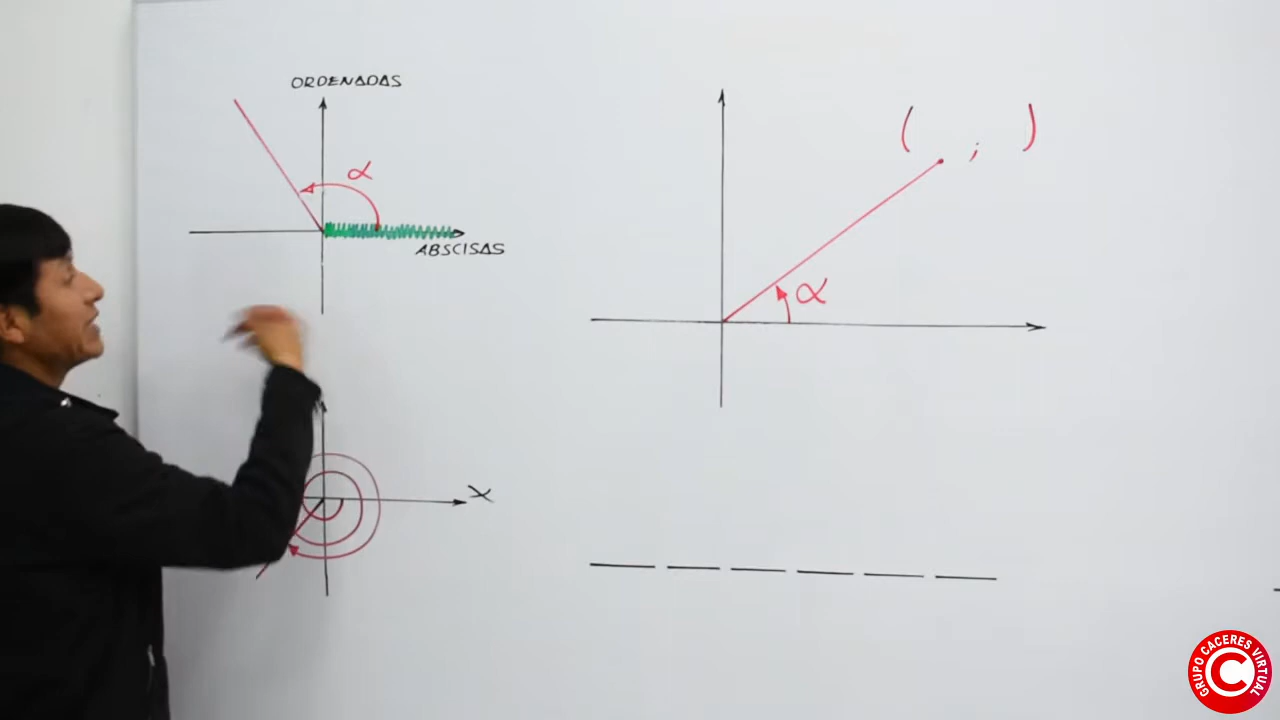 ORDENADAS
α
ABSCISAS
( ; )
α
X
GRUPO CACERES VIRTUAL
C